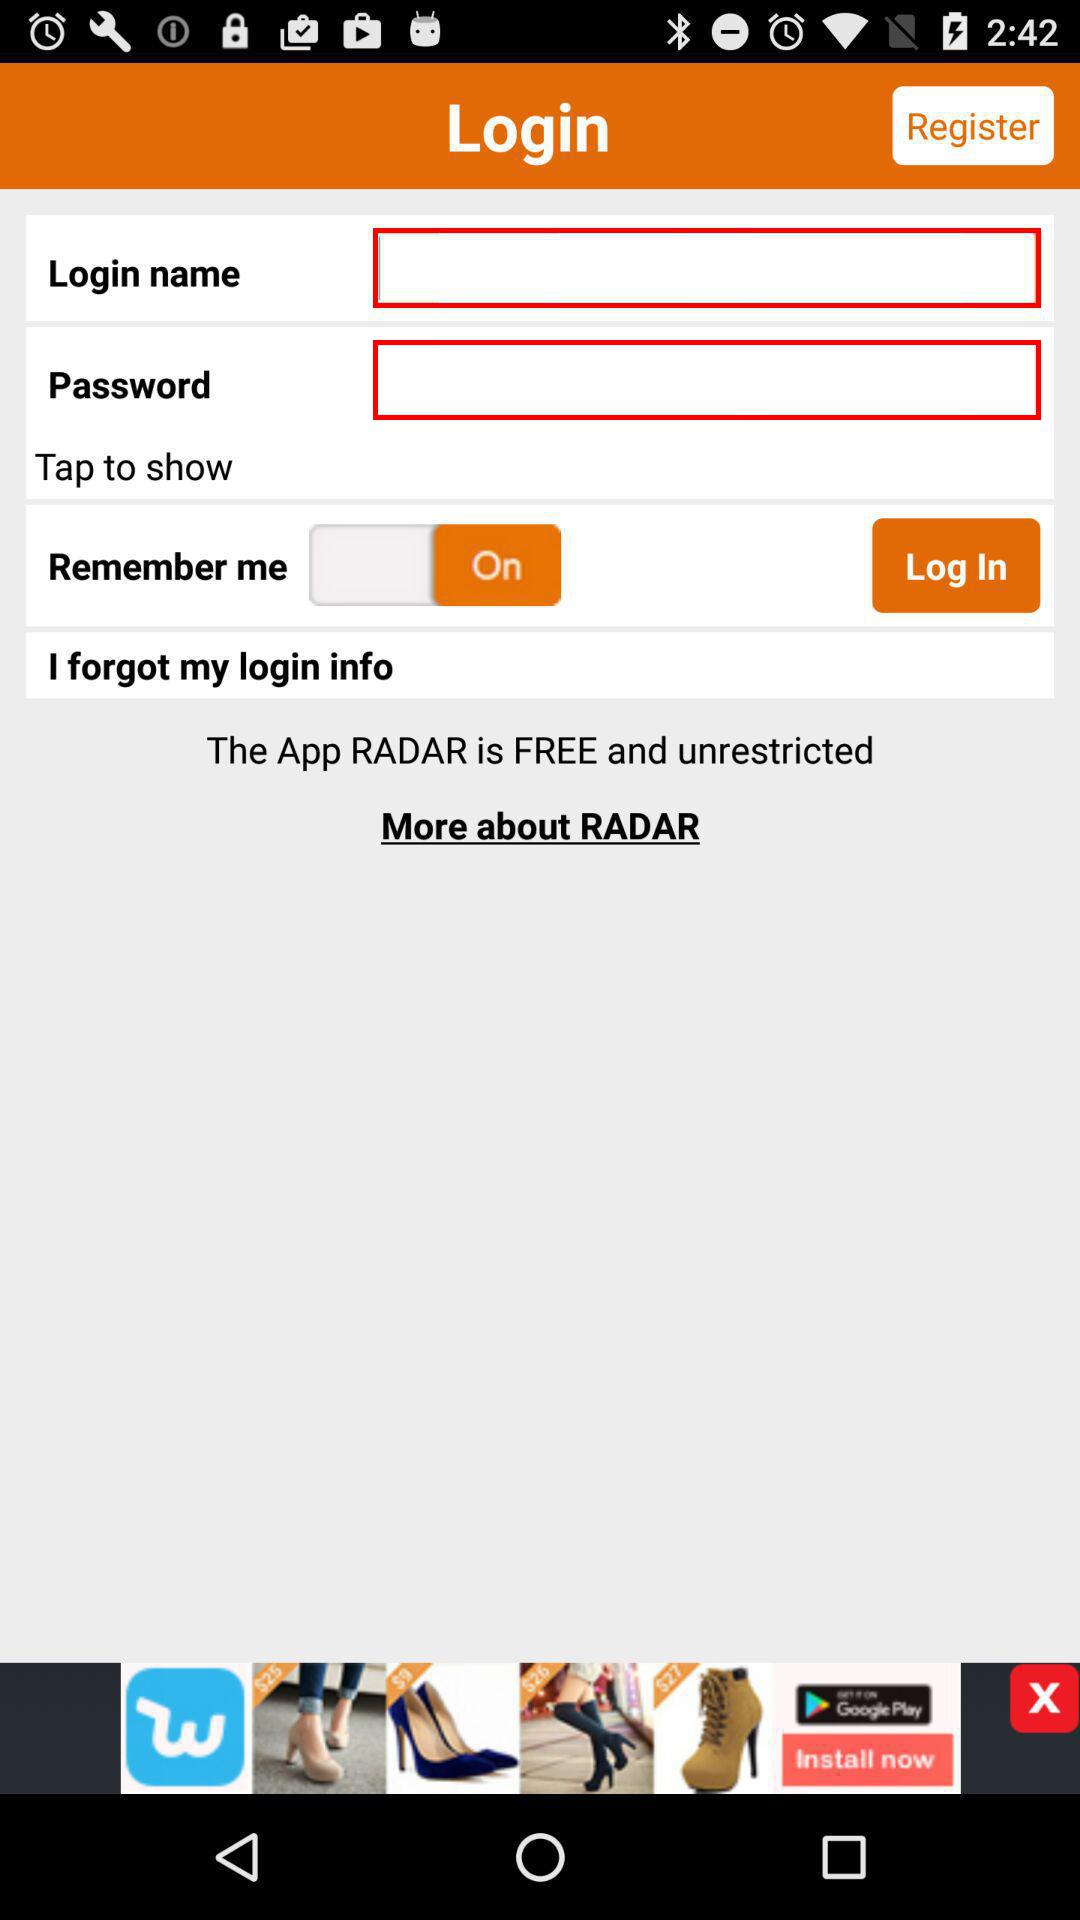 2:42
Login
Register
Login name
Password
Tap to show
Remember me
On
Log In
I forgot my login info
The App RADAR is FREE and unrestricted
More about RADAR
$25
$9
$26
$27
GET IT ON
Google Play
Install now
X